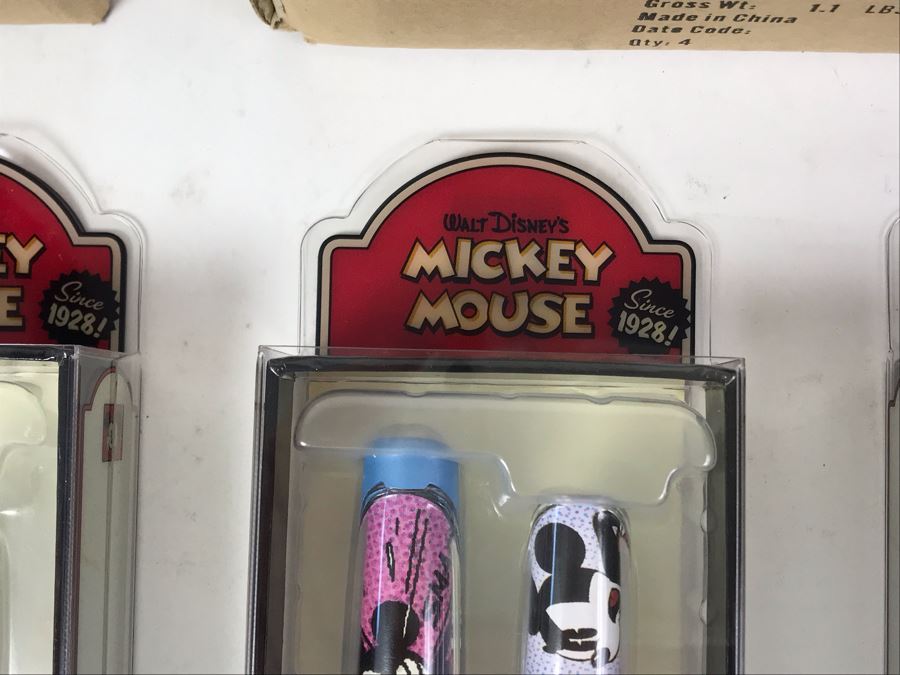 Gross Wt: 1.1 LB
Made in China
Date Code:
Qty: 4
EY
E
Since
1928!
WALT DISNEY'S
MICKEY
MOUSE
Since
1928!